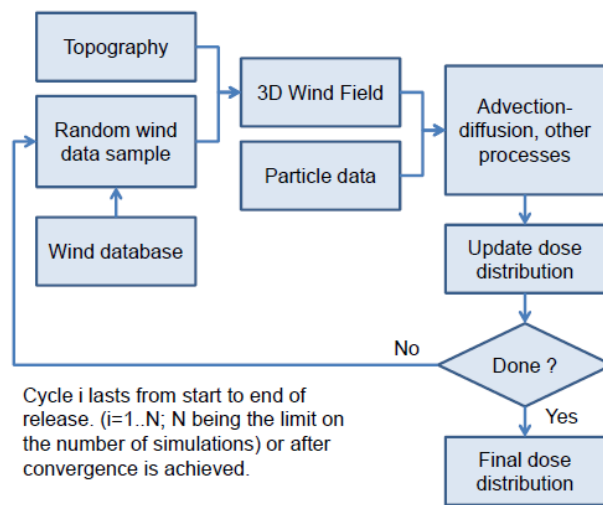 Topography
Random wind
data sample
Wind database
3D Wind Field
Particle data
Advection-
diffusion, other
processes
Update dose
distribution
Done ?
No
Yes
Final dose
distribution
Cycle i lasts from start to end of
release. (i=1..N; N being the limit on
the number of simulations) or after
convergence is achieved.